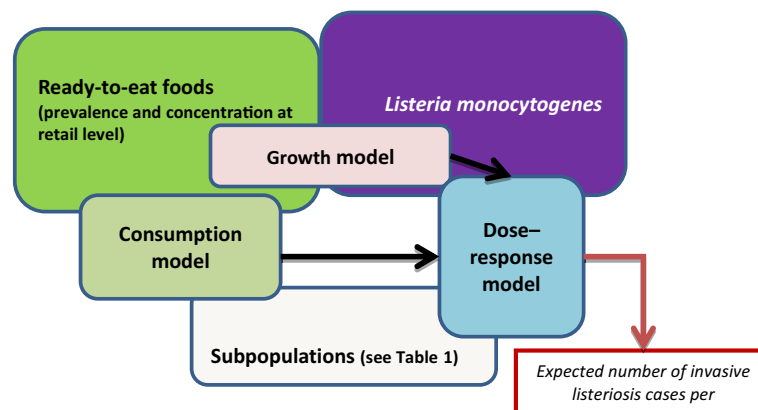 Ready-to-eat foods
(prevalence and concentration at
retail level)
Listeria monocytogenes
Growth model
Consumption
model
Dose–
response
model
Subpopulations (see Table 1)
Expected number of invasive
listeriosis cases per